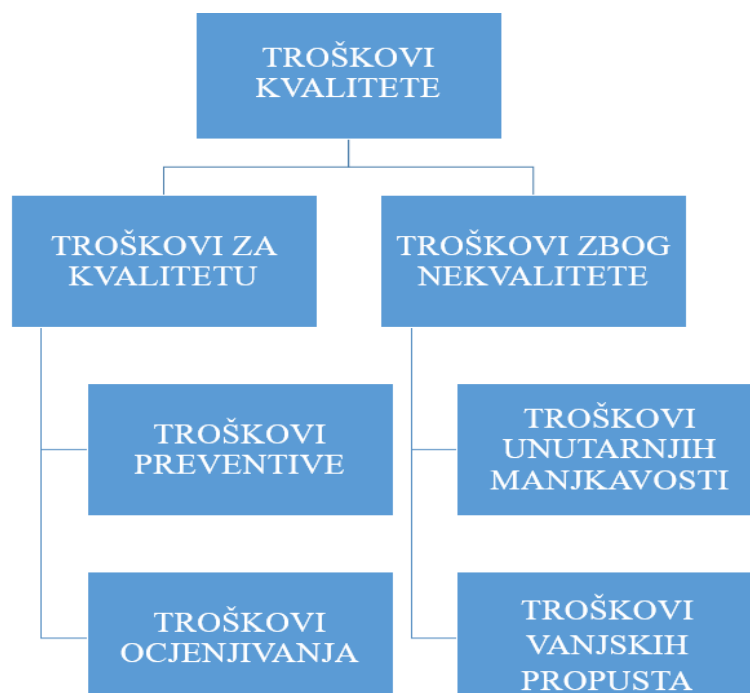 TROŠKOVI
KVALITETE
TROŠKOVI ZA
KVALITETU
TROŠKOVI ZBOG
NEKVALITETE
TROŠKOVI
PREVENTIVE
TROŠKOVI
UNUTARNJIH
MANJKAVOSTI
TROŠKOVI
OCJENJIVANJA
TROŠKOVI
VANJSKIH
PROPUSTA